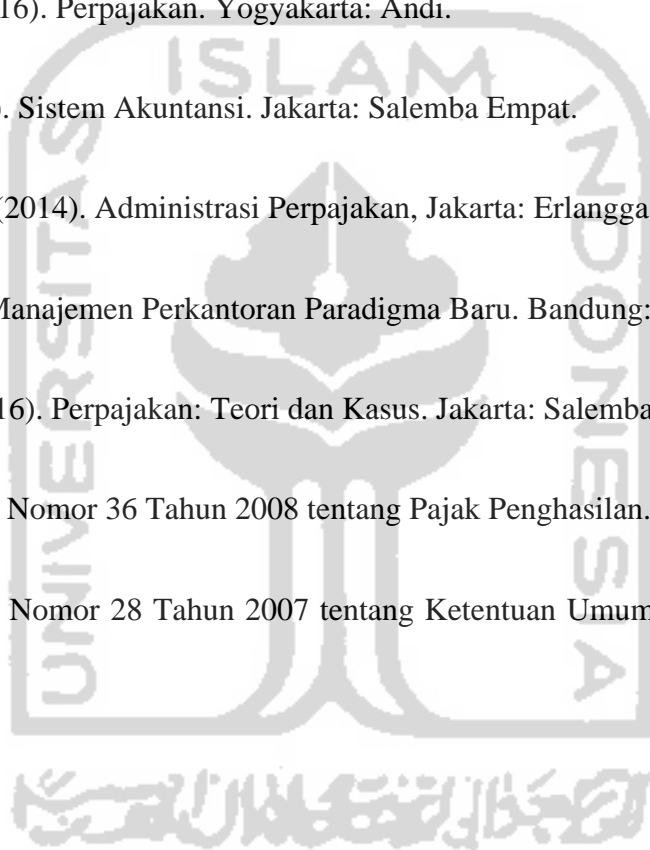 16). Perpajakan. Yogyakarta: Andi.
ISLAM
). Sistem Akuntansi. Jakarta: Salemba Empat.
UNIVERSITAS
INDONESIA
(2014). Administrasi Perpajakan, Jakarta: Erlangga
Manajemen Perkantoran Paradigma Baru. Bandung:
16). Perpajakan: Teori dan Kasus. Jakarta: Salemba
Nomor 36 Tahun 2008 tentang Pajak Penghasilan.
Nomor 28 Tahun 2007 tentang Ketentuan Umum